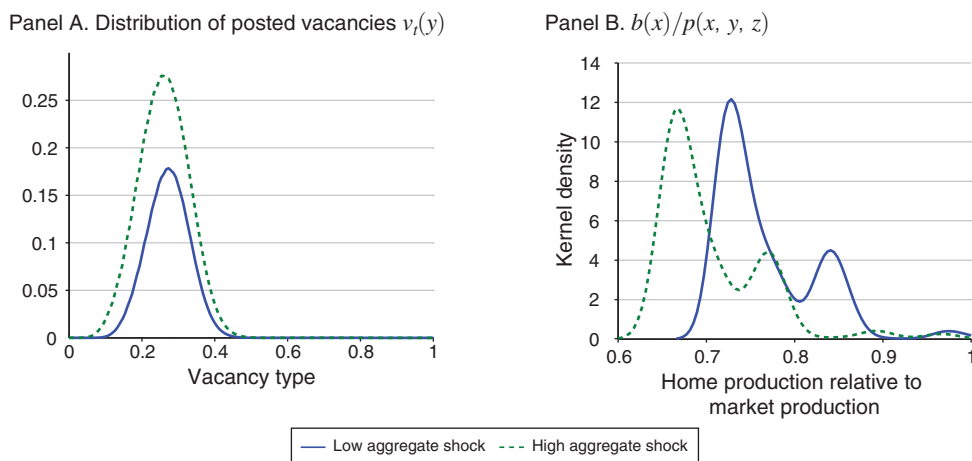 Panel A. Distribution of posted vacancies v_t(y)
0.25
0.2
0.15
0.1
0.05
0
0 0.2 0.4 0.6 0.8 1
Vacancy type
Panel B. b(x)/p(x, y, z)
Kernel density
14
12
10
8
6
4
2
0
0.6 0.7 0.8 0.9 1
Home production relative to
market production
Low aggregate shock High aggregate shock